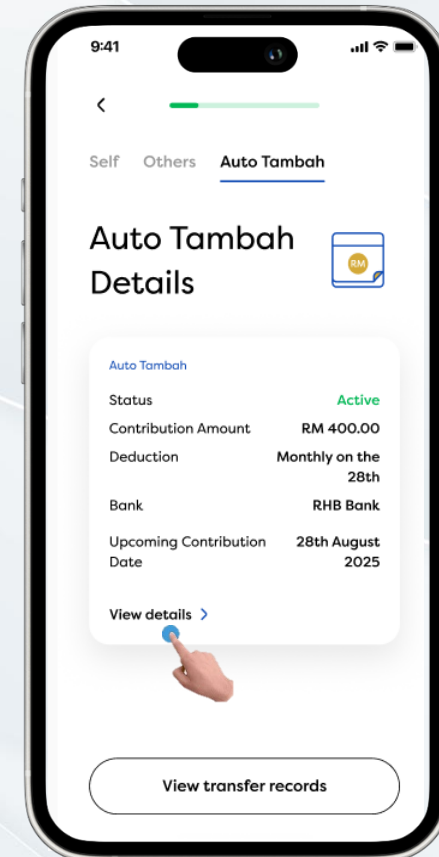 9:41
Self Others Auto Tambah
Auto Tambah
Details
RM
Auto Tambah
Status Active
Contribution Amount RM 400.00
Deduction Monthly on the
28th
Bank RHB Bank
Upcoming Contribution 28th August
Date 2025
View details >
View transfer records